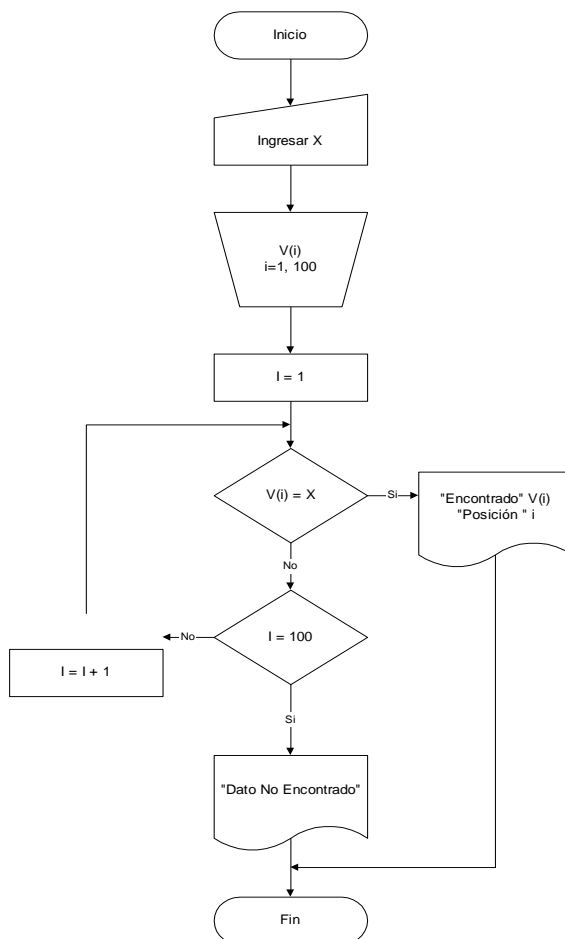 Inicio
Ingresar X
V(i)
i=1, 100
I = 1
V(i) = X
Si
"Encontrado" V(i)
"Posición " i
No
I = 100
No
I = I + 1
Si
"Dato No Encontrado"
Fin